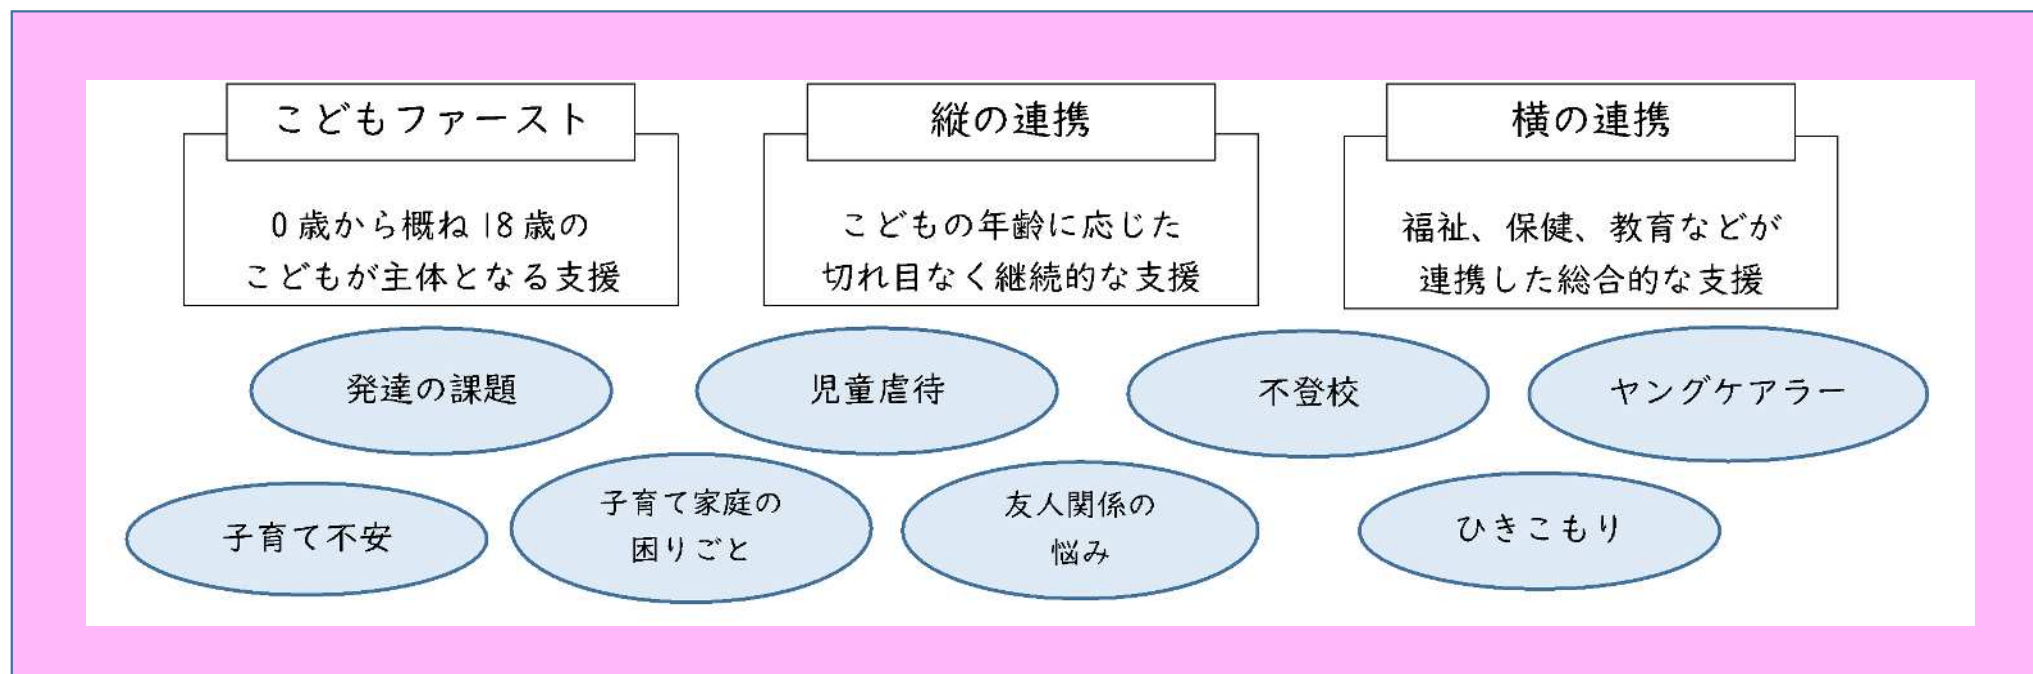 こどもファースト
0歳から概ね18歳の
こどもが主体となる支援
縦の連携
こどもの年齢に応じた
切れ目なく継続的な支援
横の連携
福祉、保健、教育などが
連携した総合的な支援
発達の課題
児童虐待
不登校
ヤングケアラー
子育て不安
子育て家庭の
困りごと
友人関係の
悩み
ひきこもり